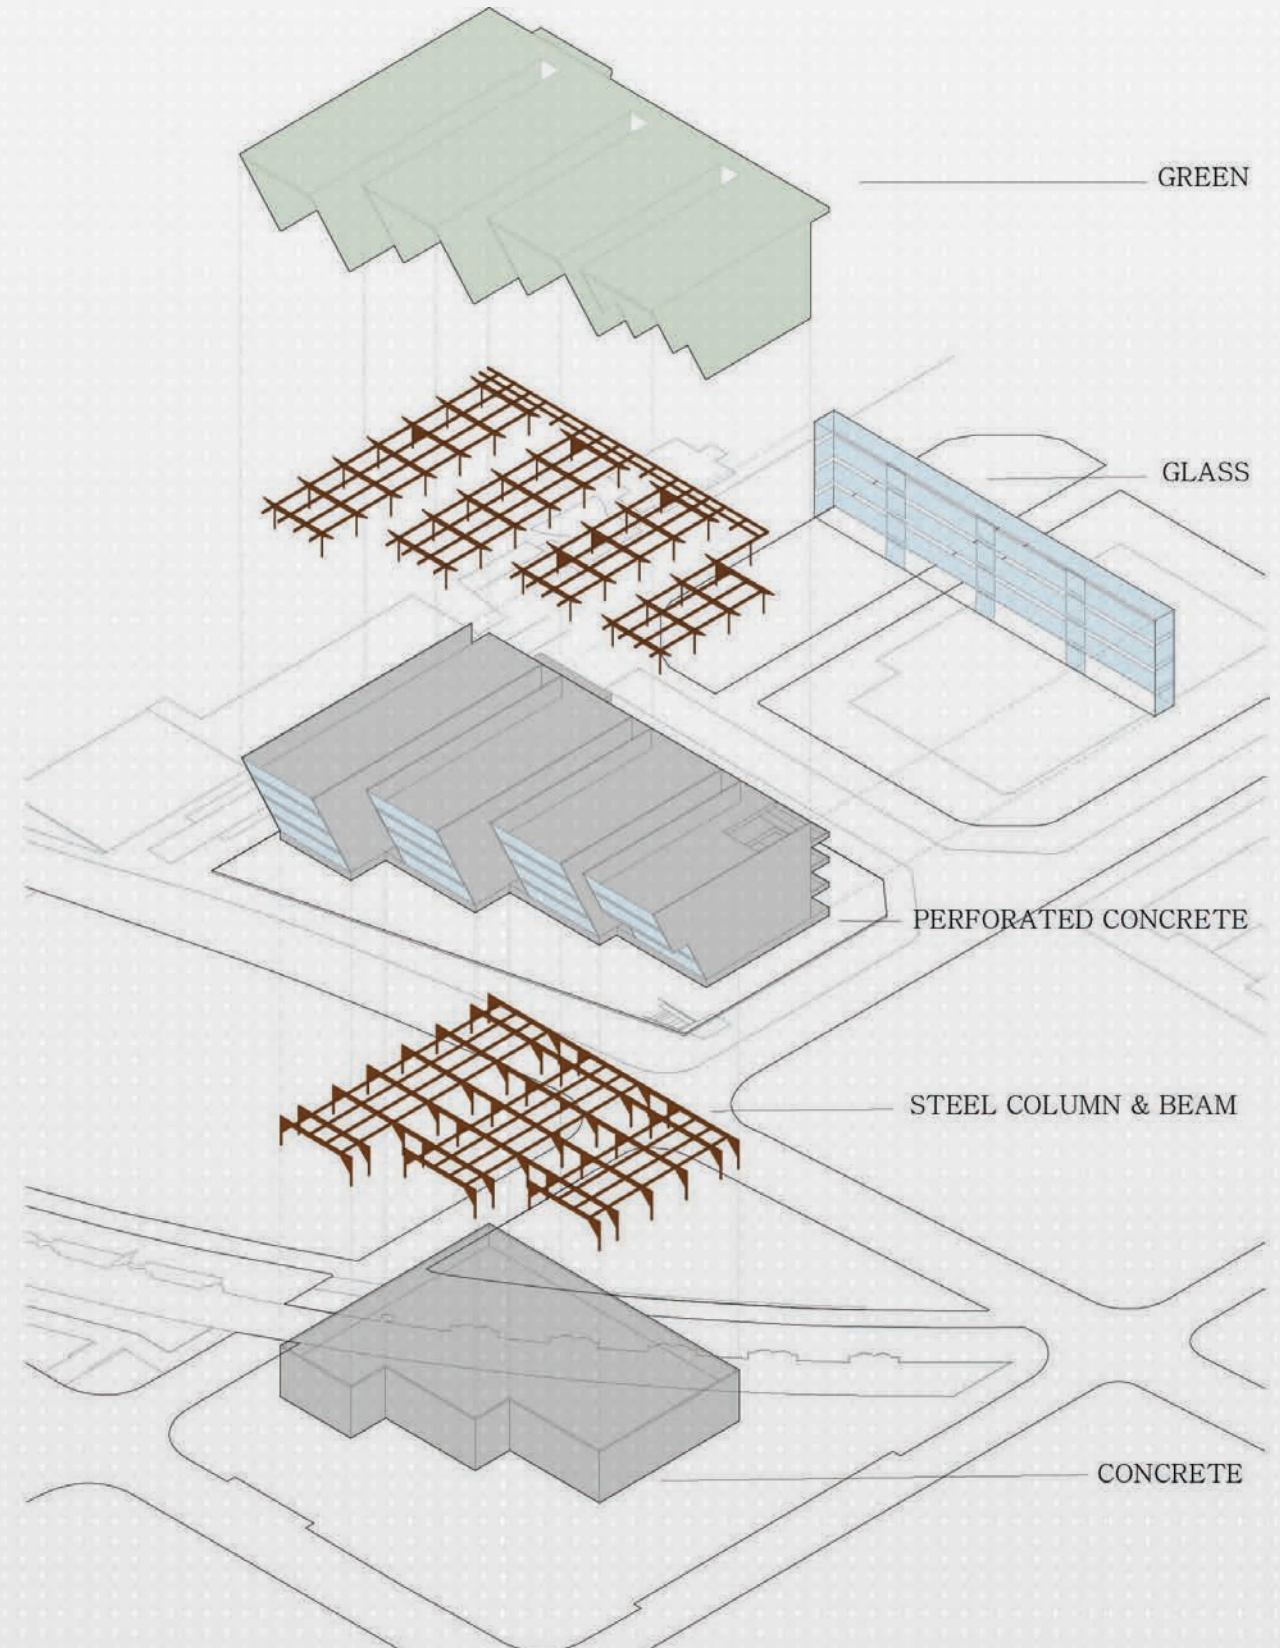 GREEN
GLASS
PERFORATED CONCRETE
STEEL COLUMN & BEAM
CONCRETE